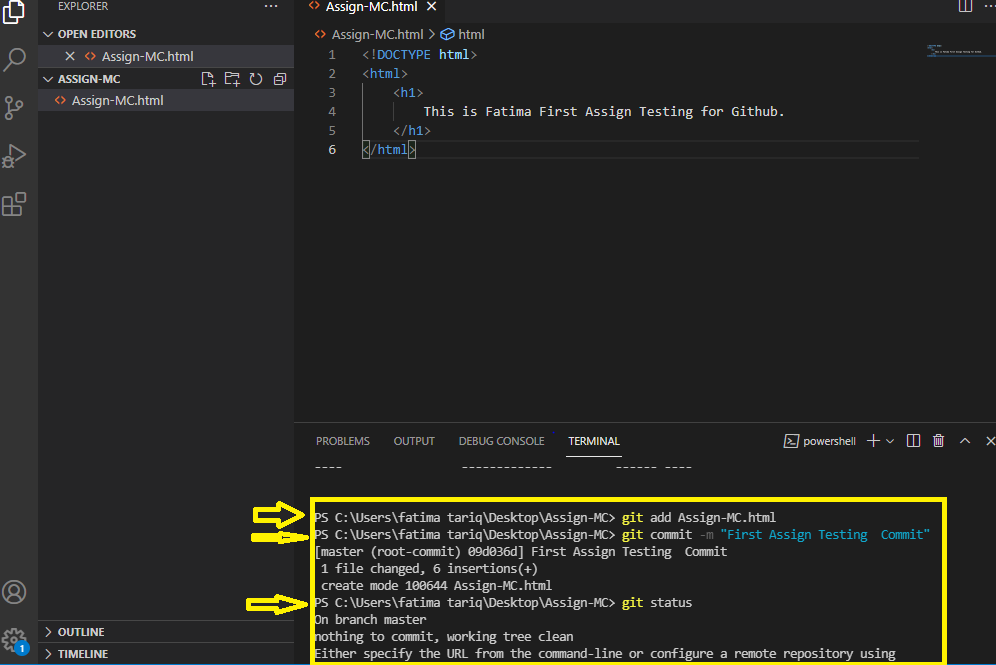 EXPLORER
OPEN EDITORS
Assign-MC.html
ASSIGN-MC
Assign-MC.html
OUTLINE
TIMELINE
1
Assign-MC.html
Assign-MC.html > html
1 <!DOCTYPE html>
2 <html>
3 <h1>
4 This is Fatima First Assign Testing for Github.
5 </h1>
6 </html>
PROBLEMS OUTPUT DEBUG CONSOLE TERMINAL powershell
---- ------------- ------ ----
PS C:\Users\fatima tariq\Desktop\Assign-MC> git add Assign-MC.html
PS C:\Users\fatima tariq\Desktop\Assign-MC> git commit -m "First Assign Testing  Commit"
[master (root-commit) 09d036d] First Assign Testing  Commit
1 file changed, 6 insertions(+)
create mode 100644 Assign-MC.html
PS C:\Users\fatima tariq\Desktop\Assign-MC> git status
On branch master
nothing to commit, working tree clean
Either specify the URL from the command-line or configure a remote repository using